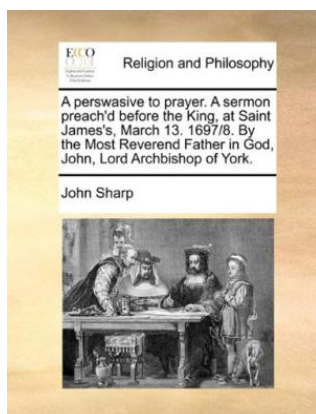 ECCO
Religion and Philosophy
A perswasive to prayer. A sermon
preach'd before the King, at Saint
James's, March 13. 1697/8. By
the Most Reverend Father in God,
John, Lord Archbishop of York.
John Sharp